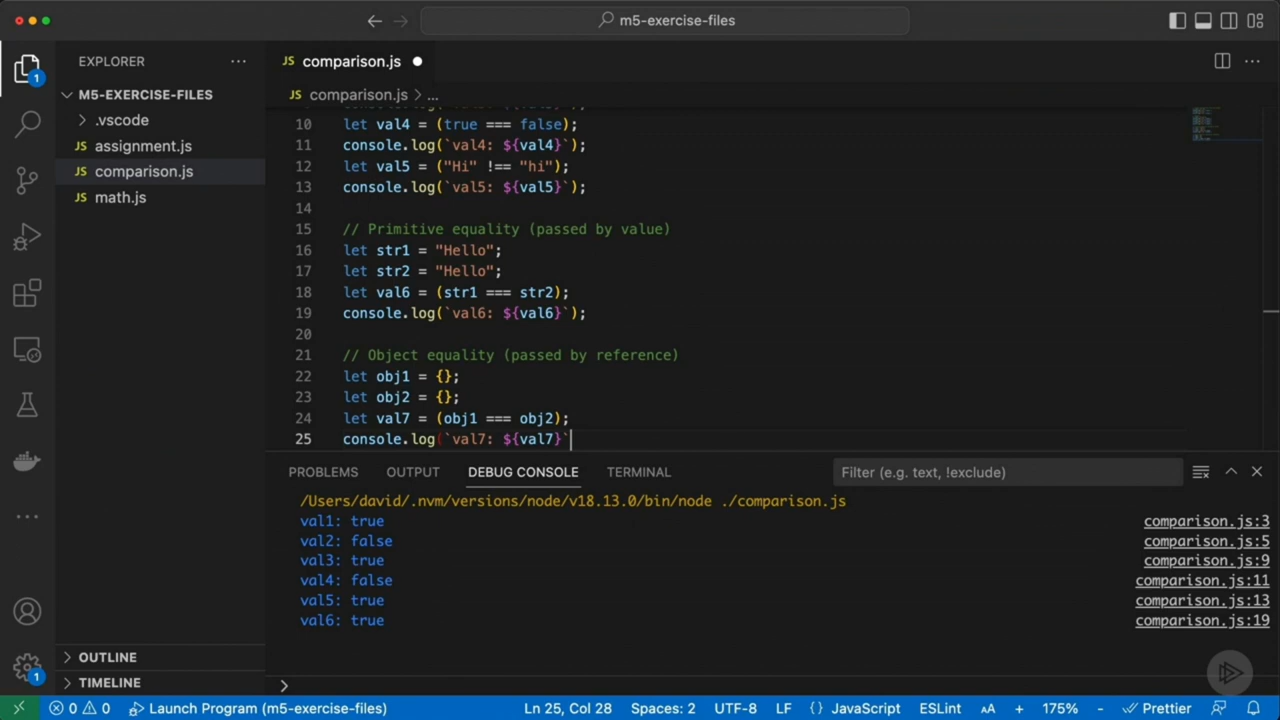 m5-exercise-files
EXPLORER
JS comparison.js
M5-EXERCISE-FILES
JS comparison.js > ...
.vscode
JS assignment.js
JS comparison.js
JS math.js
10 let val4 = (true === false);
11 console.log(`val4: ${val4}`);
12 let val5 = ("Hi" !== "hi");
13 console.log(`val5: ${val5}`);
14
15 // Primitive equality (passed by value)
16 let str1 = "Hello";
17 let str2 = "Hello";
18 let val6 = (str1 === str2);
19 console.log(`val6: ${val6}`);
20
21 // Object equality (passed by reference)
22 let obj1 = {};
23 let obj2 = {};
24 let val7 = (obj1 === obj2);
25 console.log(`val7: ${val7}`
PROBLEMS OUTPUT DEBUG CONSOLE TERMINAL Filter (e.g. text, !exclude)
/Users/david/.nvm/versions/node/v18.13.0/bin/node ./comparison.js
val1: true comparison.js:3
val2: false comparison.js:5
val3: true comparison.js:9
val4: false comparison.js:11
val5: true comparison.js:13
val6: true comparison.js:19
1
1
OUTLINE
TIMELINE
0 0 Launch Program (m5-exercise-files) Ln 25, Col 28 Spaces: 2 UTF-8 LF {} JavaScript ESLint AA + 175% - Prettier